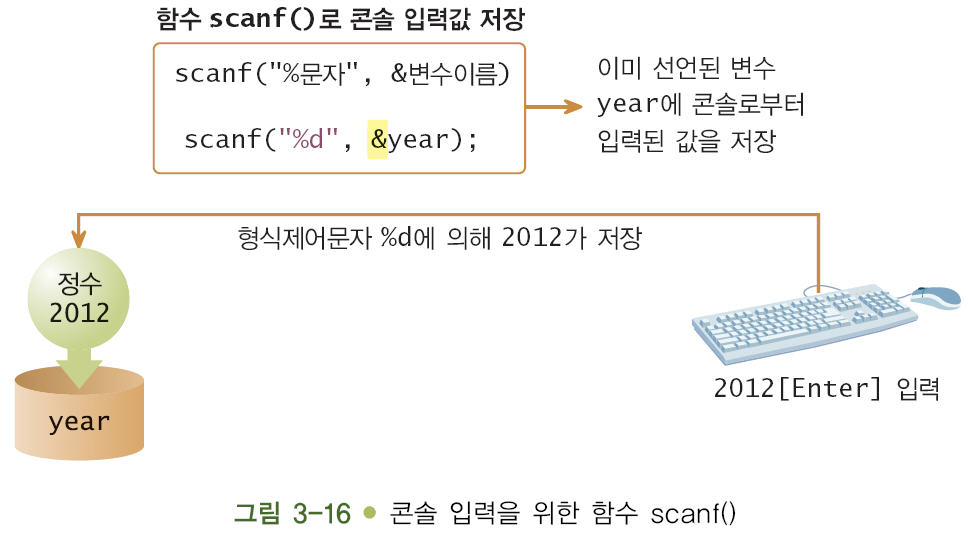 함수 scanf()로 콘솔 입력값 저장
scanf("%문자", &변수이름)
scanf("%d", &year);
이미 선언된 변수
year에 콘솔로부터
입력된 값을 저장
형식제어문자 %d에 의해 2012가 저장
정수
2012
year
2012[Enter] 입력
그림 3-16 ● 콘솔 입력을 위한 함수 scanf()